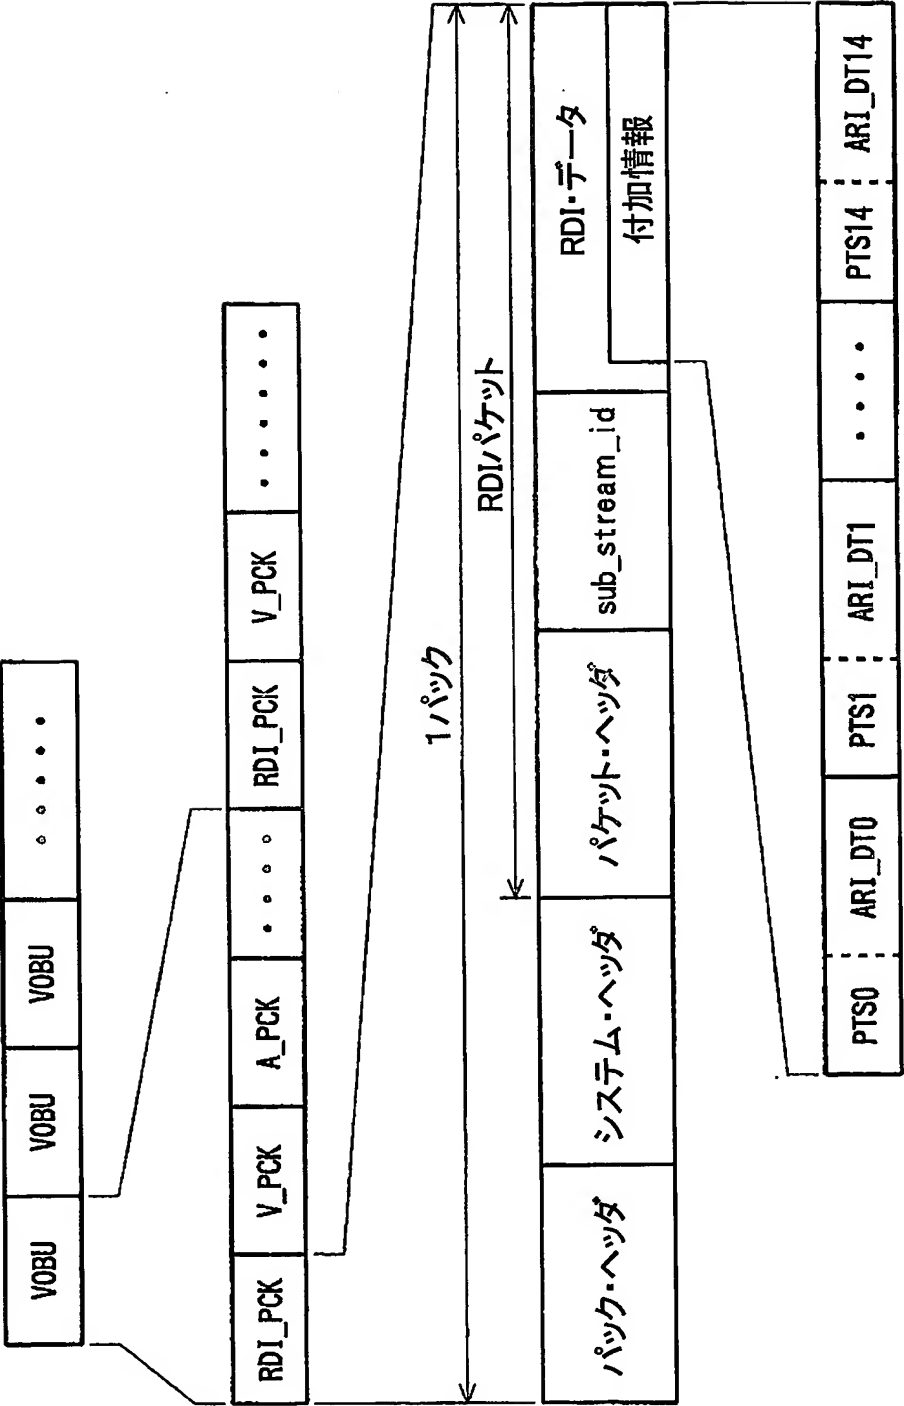 VOBU
VOBU
VOBU
•••••
RDI_PCK
V_PCK
A_PCK
••••
RDI_PCK
V_PCK
••••••
1パック
RDIパケット
パック・ヘッダ
システム・ヘッダ
パケット・ヘッダ
sub_stream_id
RDI・データ
付加情報
PTS0
ARI_DT0
PTS1
ARI_DT1
••••
PTS14
ARI_DT14